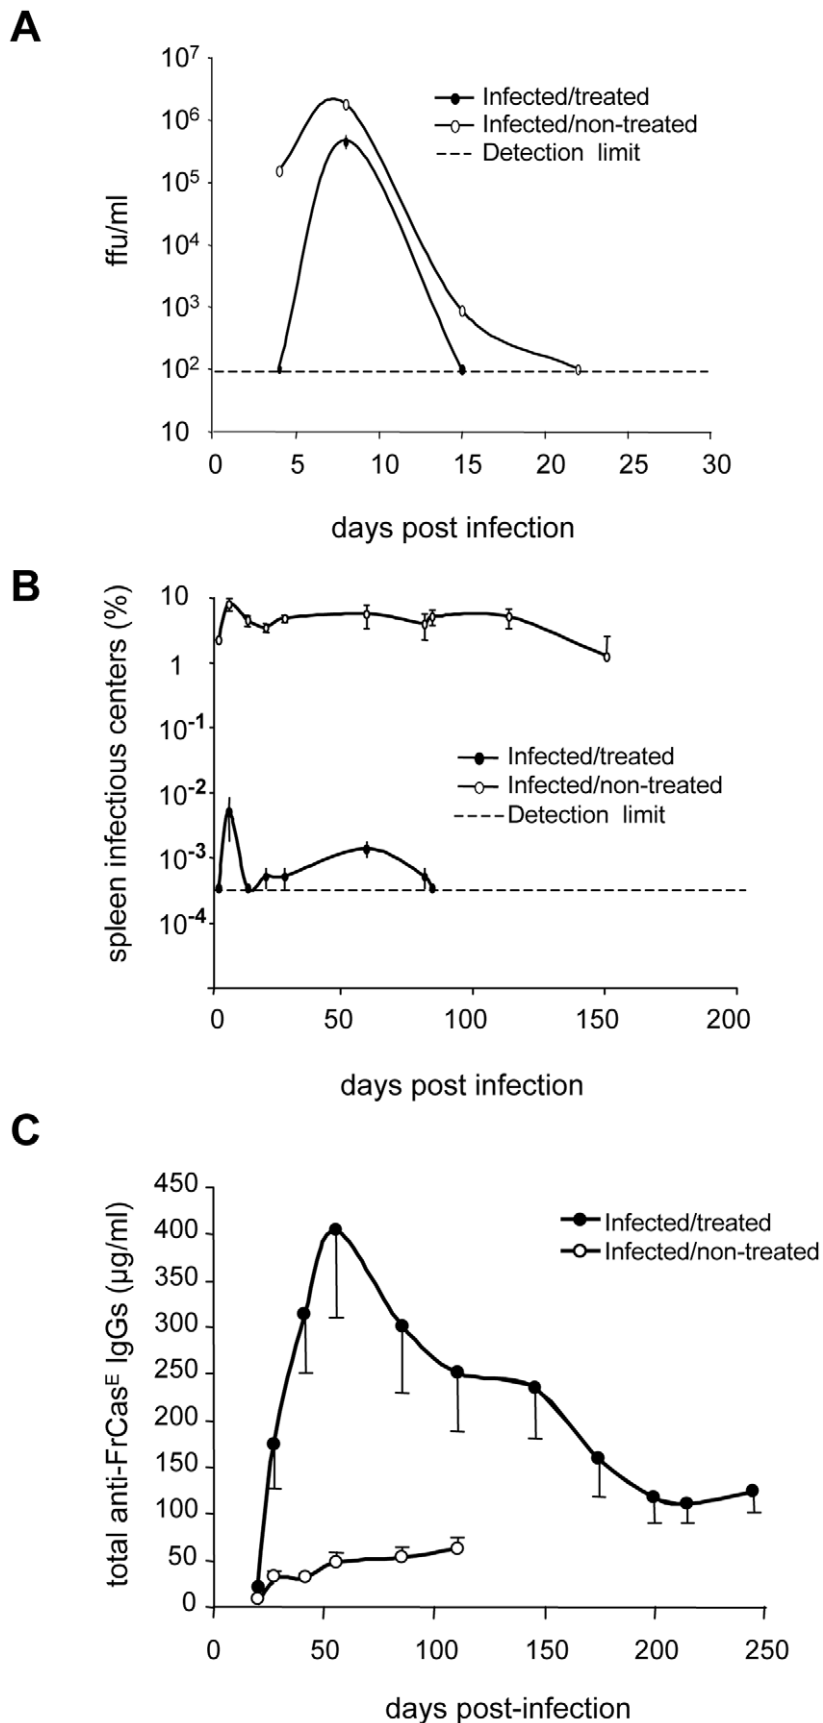 A
10⁷
10⁶
10⁵
10⁴
10³
10²
10
ffu/ml
Infected/treated
Infected/non-treated
Detection limit
0 5 10 15 20 25 30
days post infection
B
10
1
10⁻¹
10⁻²
10⁻³
10⁻⁴
spleen infectious centers (%)
Infected/treated
Infected/non-treated
Detection limit
0 50 100 150 200
days post infection
C
450
400
350
300
250
200
150
100
50
0
total anti-FrCasᴱ IgGs (µg/ml)
Infected/treated
Infected/non-treated
0 50 100 150 200 250
days post-infection